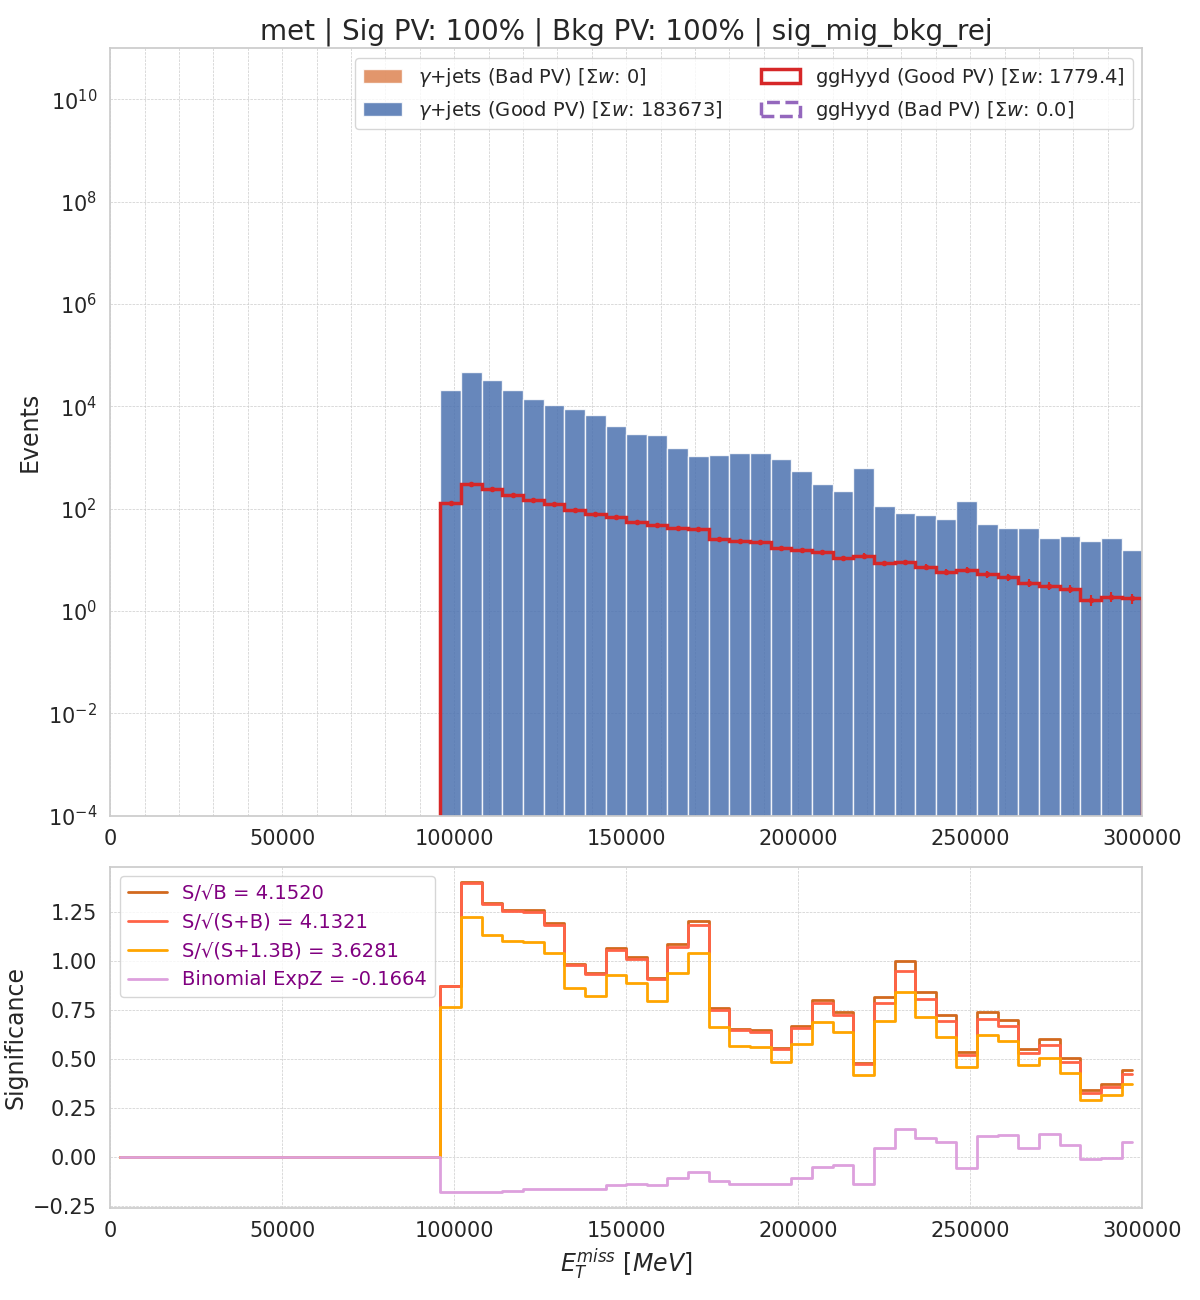 met | Sig PV: 100% | Bkg PV: 100% | sig_mig_bkg_rej
γ+jets (Bad PV) [Σw: 0]
γ+jets (Good PV) [Σw: 183673]
ggHyyd (Good PV) [Σw: 1779.4]
ggHyyd (Bad PV) [Σw: 0.0]
Events
10^10
10^8
10^6
10^4
10^2
10^0
10^-2
10^-4
0 50000 100000 150000 200000 250000 300000
S/√B = 4.1520
S/√(S+B) = 4.1321
S/√(S+1.3B) = 3.6281
Binomial ExpZ = -0.1664
Significance
1.25
1.00
0.75
0.50
0.25
0.00
−0.25
0 50000 100000 150000 200000 250000 300000
E_T^miss [MeV]